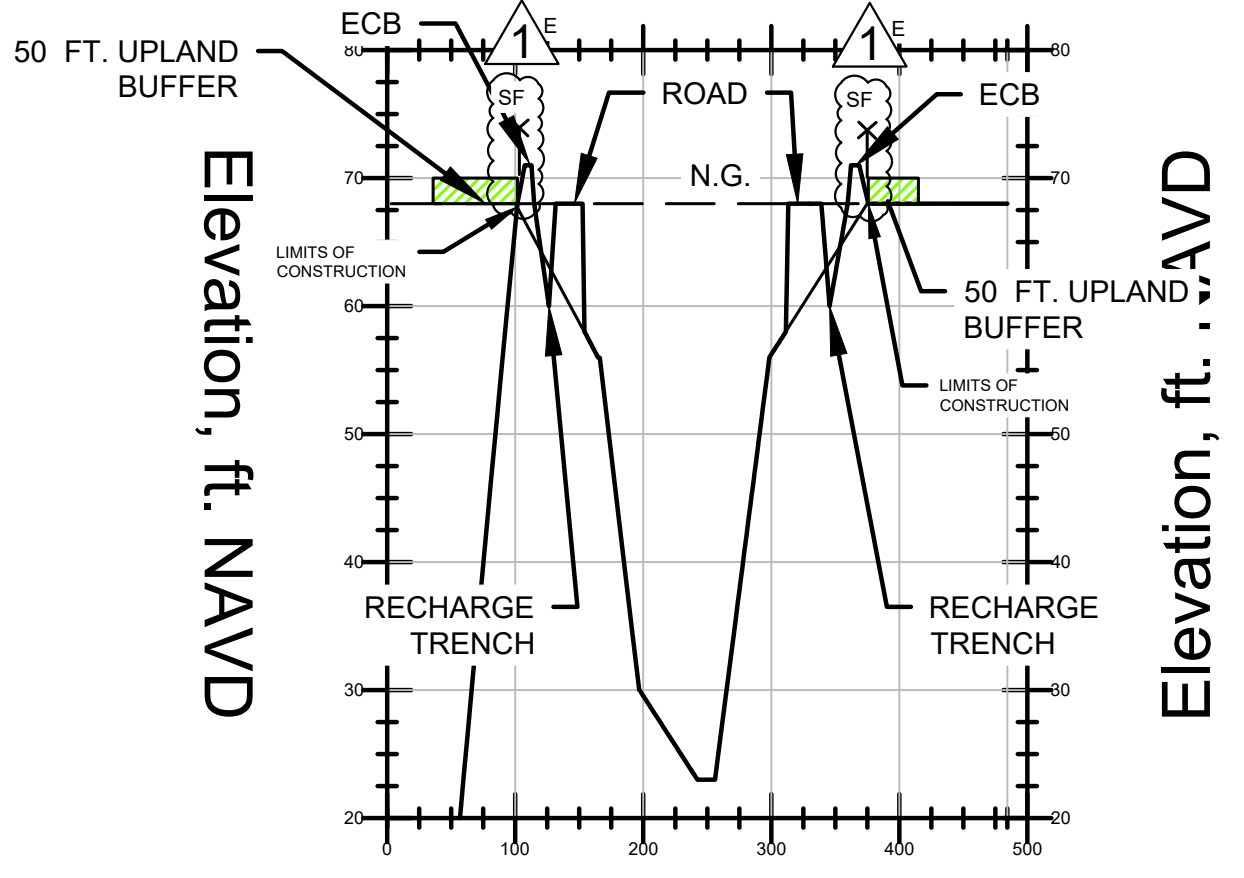 ECB
50 FT. UPLAND
BUFFER
1 E
SF
ROAD
1 E
SF
ECB
N.G.
LIMITS OF
CONSTRUCTION
50 FT. UPLAND
BUFFER
LIMITS OF
CONSTRUCTION
RECHARGE
TRENCH
RECHARGE
TRENCH
Elevation, ft. NAVD
Elevation, ft. NAVD
80
70
60
50
40
30
20
80
70
50
40
30
20
0
100
200
300
400
500